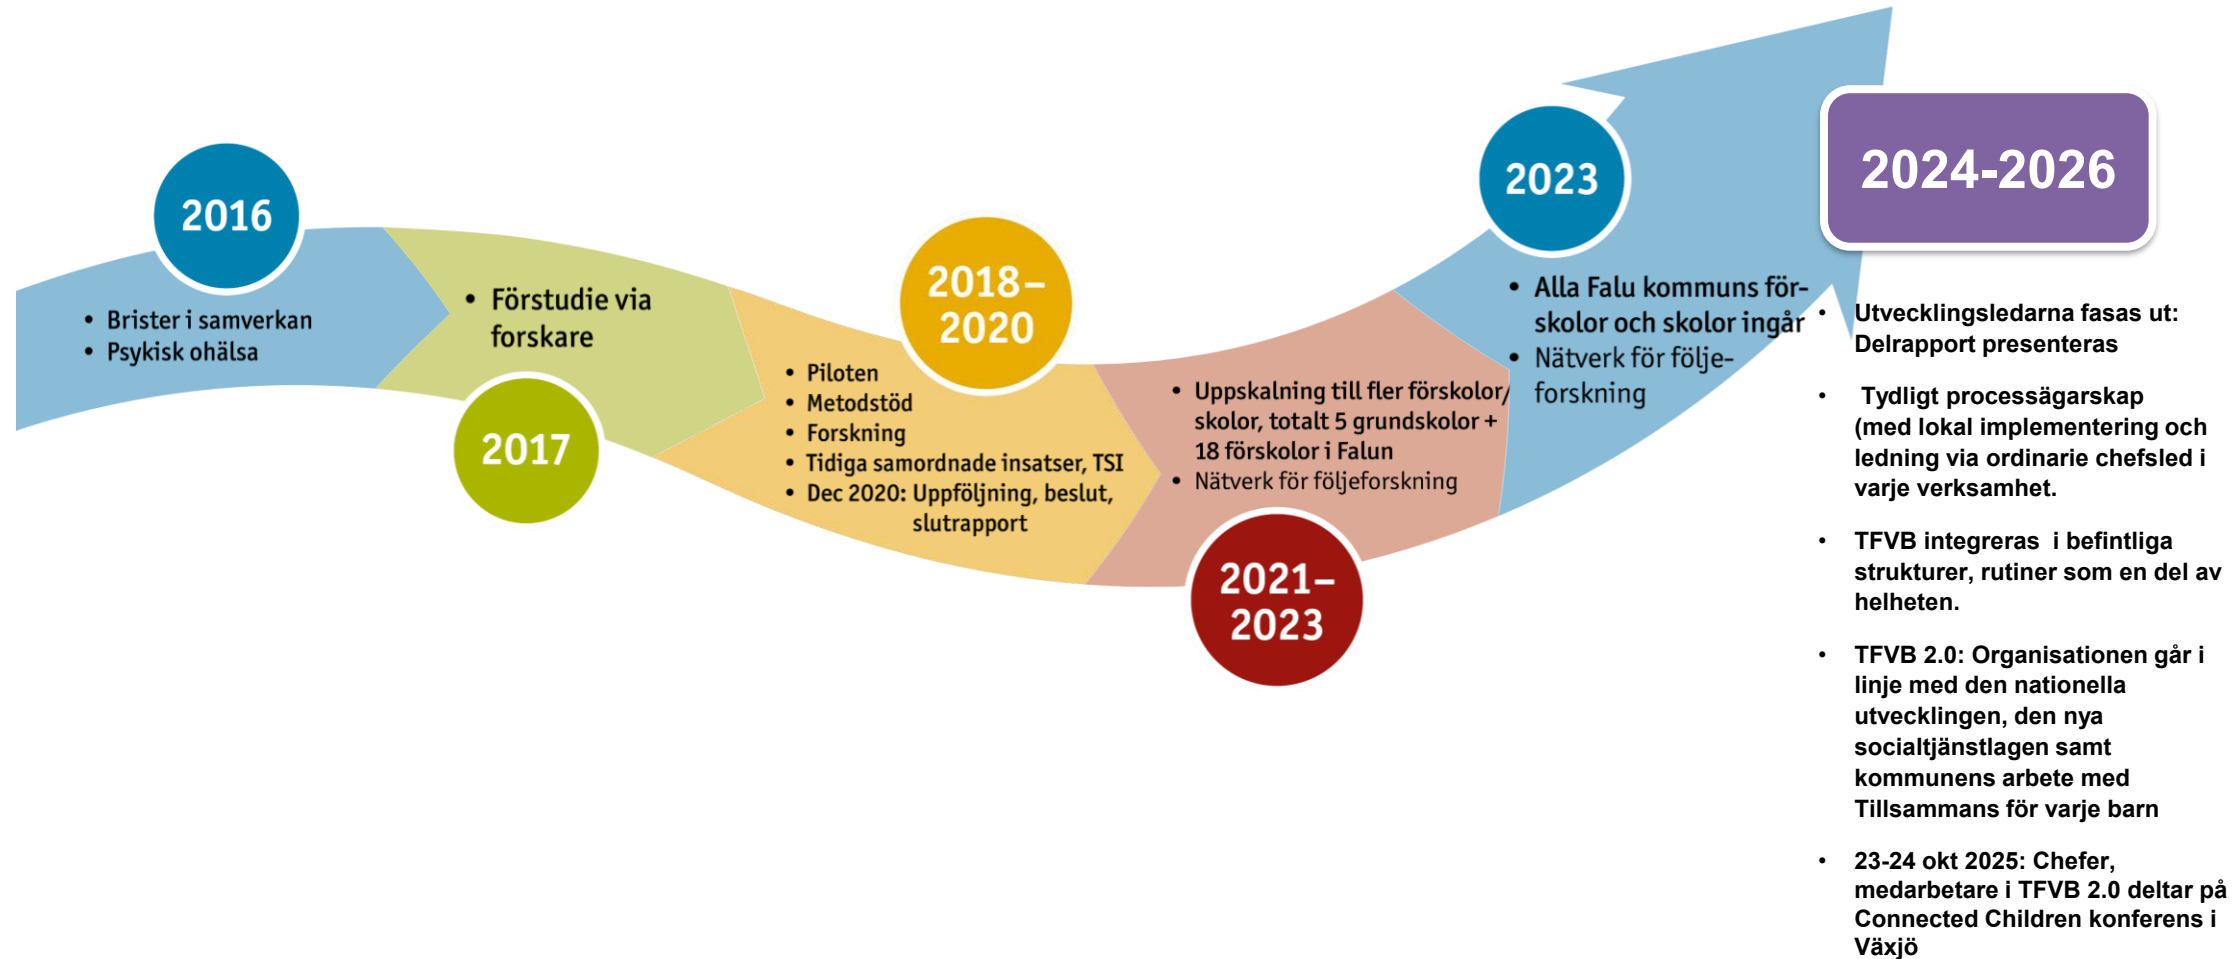 2016
• Brister i samverkan
• Psykisk ohälsa
• Förstudie via
forskare
2017
2018–
2020
• Piloten
• Metodstöd
• Forskning
• Tidiga samordnade insatser, TSI
• Dec 2020: Uppföljning, beslut,
slutrapport
• Uppskalning till fler förskolor/
skolor, totalt 5 grundskolor +
18 förskolor i Falun
• Nätverk för följeforskning
2021–
2023
2023
• Alla Falu kommuns för-
skolor och skolor ingår
• Nätverk för följe-
forskning
2024-2026
• Utvecklingsledarna fasas ut:
Delrapport presenteras
• Tydligt processägarskap
(med lokal implementering och
ledning via ordinarie chefsled i
varje verksamhet.
• TFVB integreras i befintliga
strukturer, rutiner som en del av
helheten.
• TFVB 2.0: Organisationen går i
linje med den nationella
utvecklingen, den nya
socialtjänstlagen samt
kommunens arbete med
Tillsammans för varje barn
• 23-24 okt 2025: Chefer,
medarbetare i TFVB 2.0 deltar på
Connected Children konferens i
Växjö